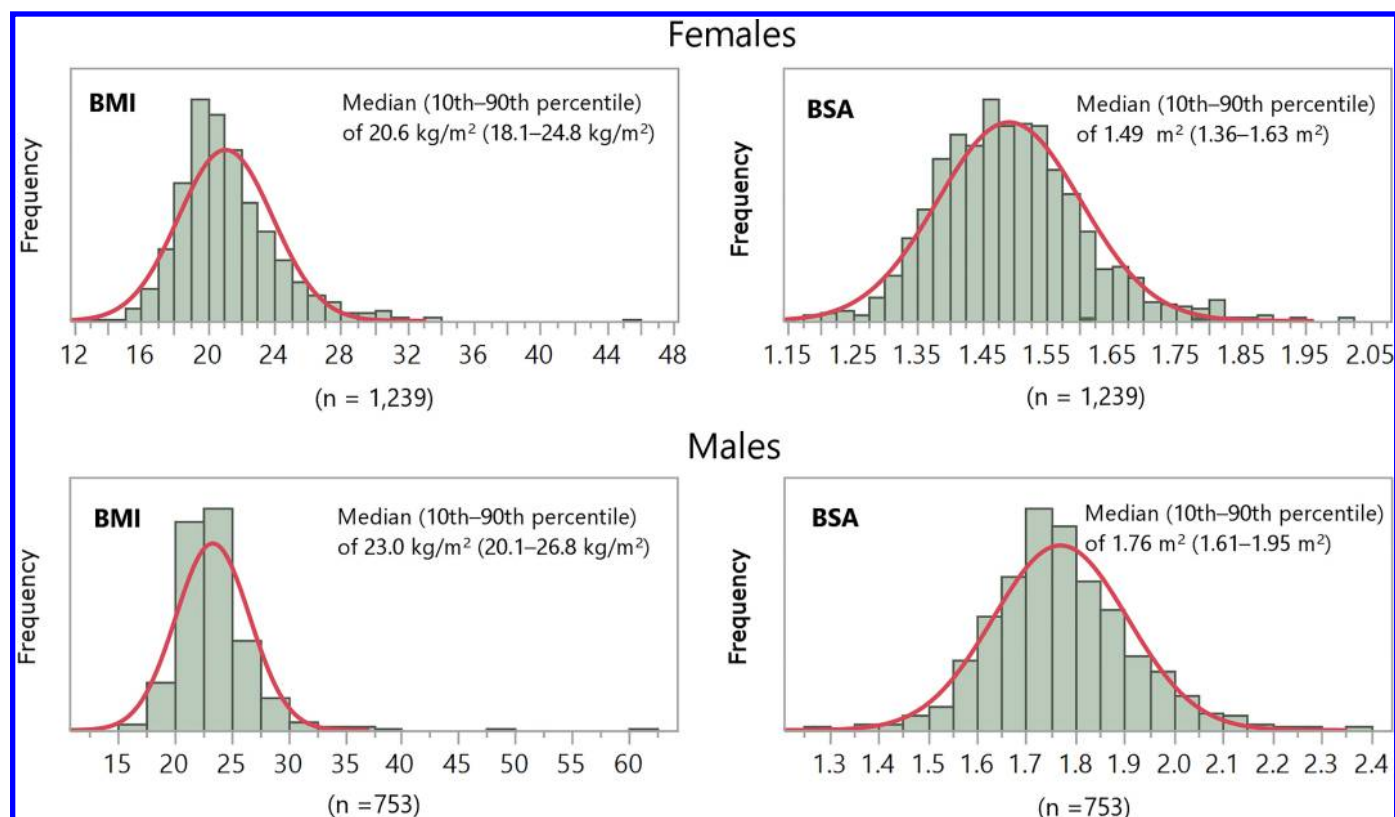 Females
BMI
Median (10th–90th percentile)
of 20.6 kg/m² (18.1–24.8 kg/m²)
Frequency
12 16 20 24 28 32 36 40 44 48
(n = 1,239)
BSA
Median (10th–90th percentile)
of 1.49 m² (1.36–1.63 m²)
Frequency
1.15 1.25 1.35 1.45 1.55 1.65 1.75 1.85 1.95 2.05
(n = 1,239)
Males
BMI
Median (10th–90th percentile)
of 23.0 kg/m² (20.1–26.8 kg/m²)
Frequency
15 20 25 30 35 40 45 50 55 60
(n =753)
BSA
Median (10th–90th percentile)
of 1.76 m² (1.61–1.95 m²)
Frequency
1.3 1.4 1.5 1.6 1.7 1.8 1.9 2.0 2.1 2.2 2.3 2.4
(n =753)